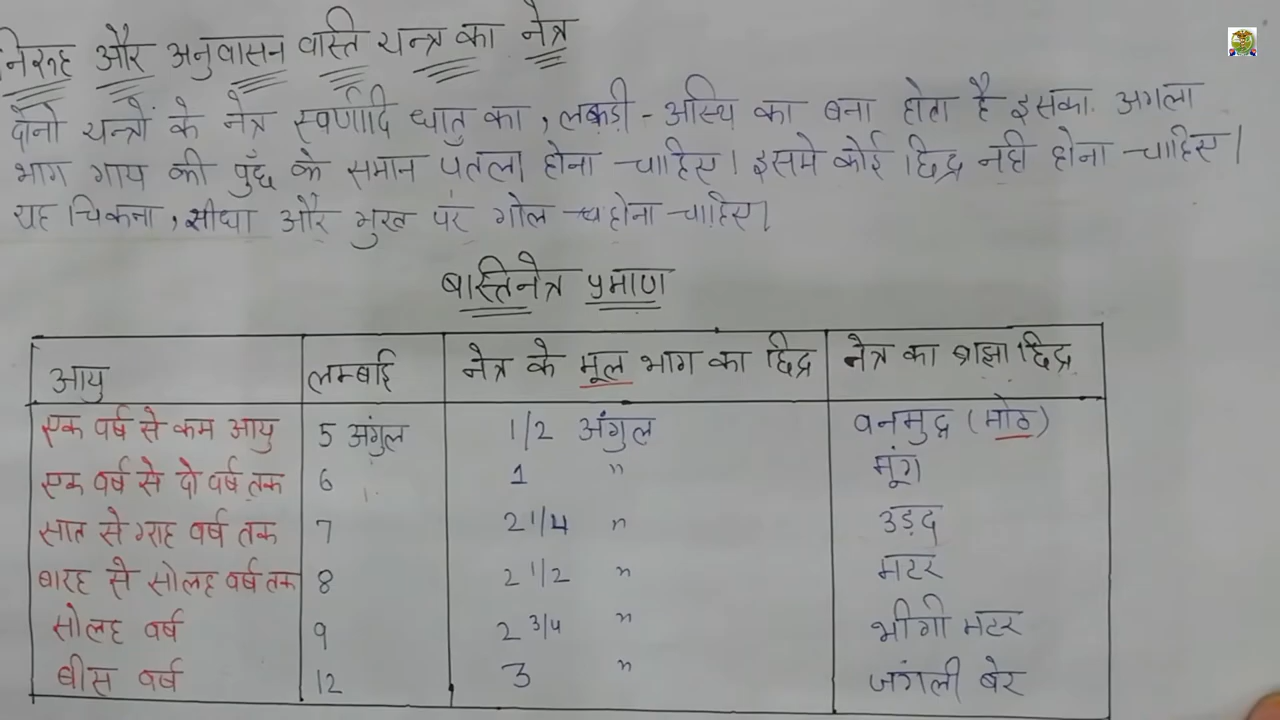 निरूह और अनुवासन वस्ति यन्त्र का नेत्र
दोनो यन्त्रों के नेत्र स्वर्णादि धातु का, लकड़ी - अस्थि का बना होता है इसका अगला
भाग गाय की पुँछ के समान पतला होना चाहिए। इसमे कोई छिद्र नही होना चाहिए।
यह चिकना, सीधा और मुख पर गोल होना चाहिए।
बास्तिनेत्र प्रमाण
आयु लम्बाई नेत्र के मूल भाग का छिद्र नेत्र का ब्राझा छिद्र
एक वर्ष से कम आयु 5 अंगुल 1/2 अंगुल वनमुद्ग (मोठ)
एक वर्ष से दो वर्ष तक 6 1 " मूंग
सात से ग्राह वर्ष तक 7 2 1/4 " उड़द
बारह से सोलह वर्ष तक 8 2 1/2 " मटर
सोलह वर्ष 9 2 3/4 " भीगी मटर
बीस वर्ष 12 3 " जंगली बेर